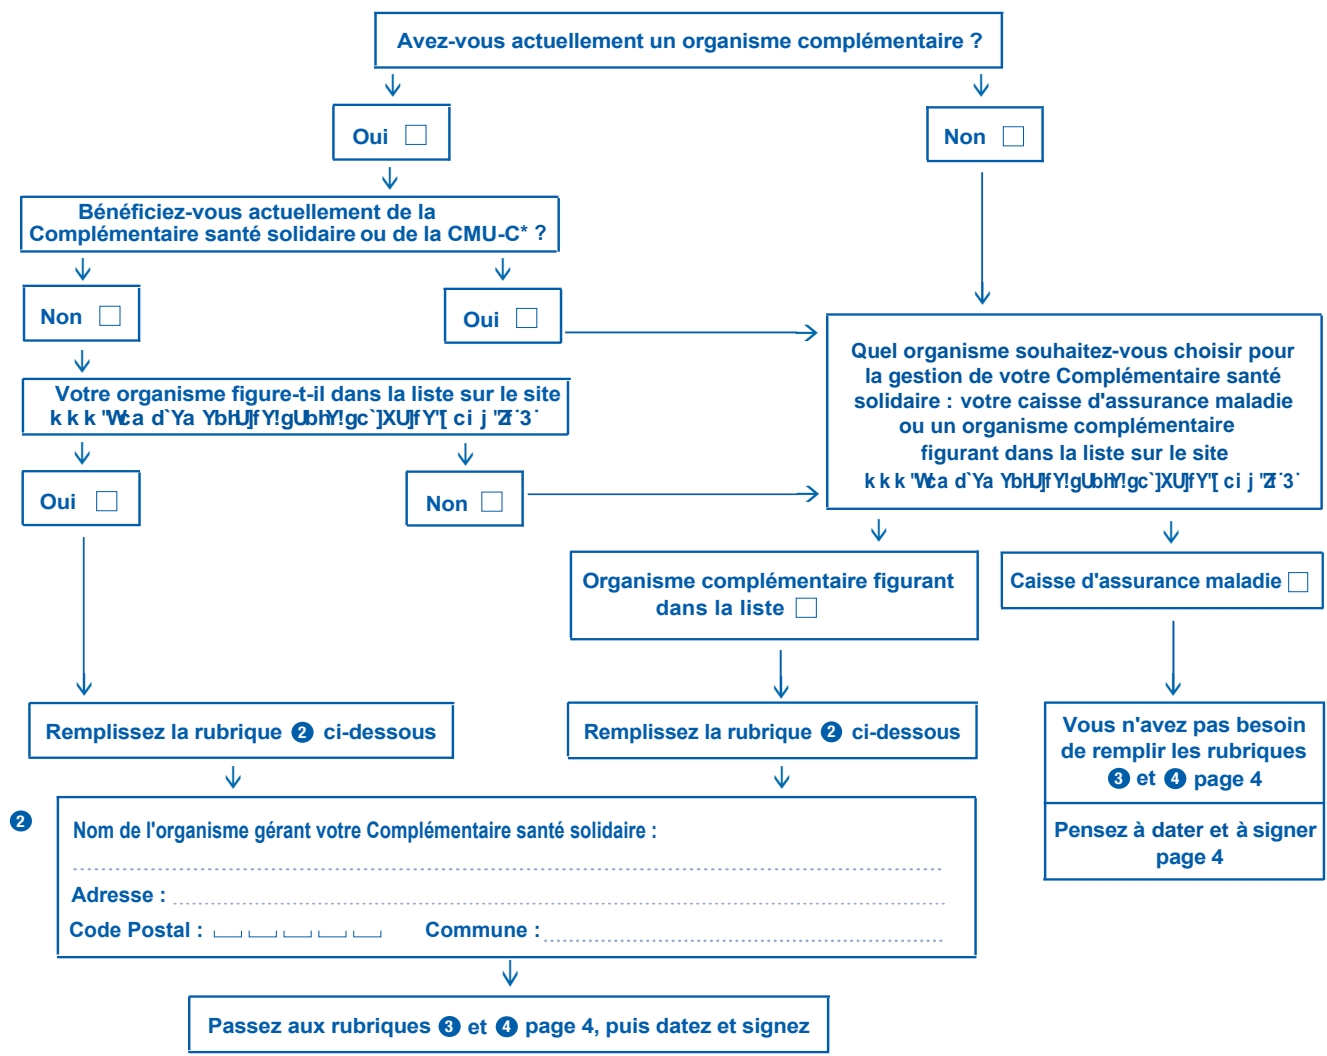 Avez-vous actuellement un organisme complémentaire ?
Oui
Non
Bénéficiez-vous actuellement de la
Complémentaire santé solidaire ou de la CMU-C* ?
Non
Oui
Votre organisme figure-t-il dans la liste sur le site
Oui
Non
Quel organisme souhaitez-vous choisir pour
la gestion de votre Complémentaire santé
solidaire : votre caisse d'assurance maladie
ou un organisme complémentaire
figurant dans la liste sur le site
Organisme complémentaire figurant
dans la liste
Caisse d'assurance maladie
Remplissez la rubrique 2 ci-dessous
Remplissez la rubrique 2 ci-dessous
Vous n'avez pas besoin
de remplir les rubriques
3 et 4 page 4
Pensez à dater et à signer
page 4
2
Nom de l'organisme gérant votre Complémentaire santé solidaire :
Adresse :
Code Postal : Commune :
Passez aux rubriques 3 et 4 page 4, puis datez et signez